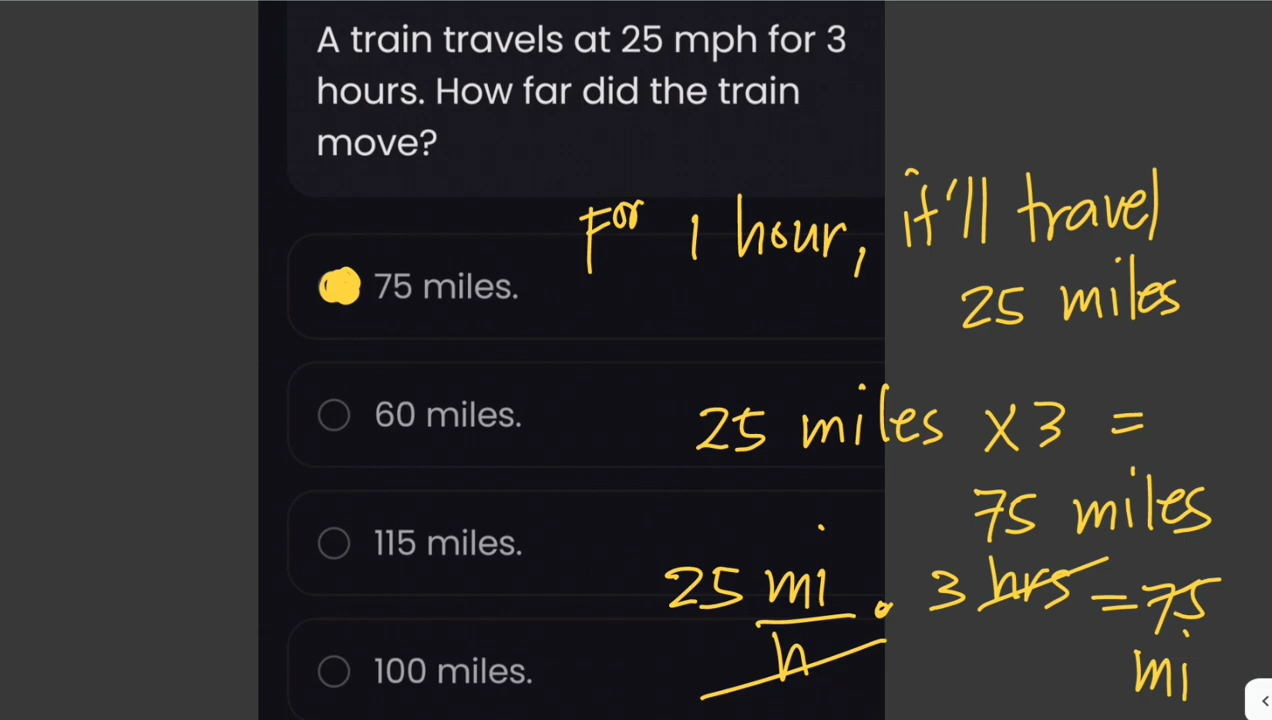 A train travels at 25 mph for 3
hours. How far did the train
move?
For 1 hour, it'll travel
25 miles
75 miles.
60 miles.
25 miles x 3 =
75 miles
115 miles.
25 mi/h • 3 hrs = 75
mi
100 miles.